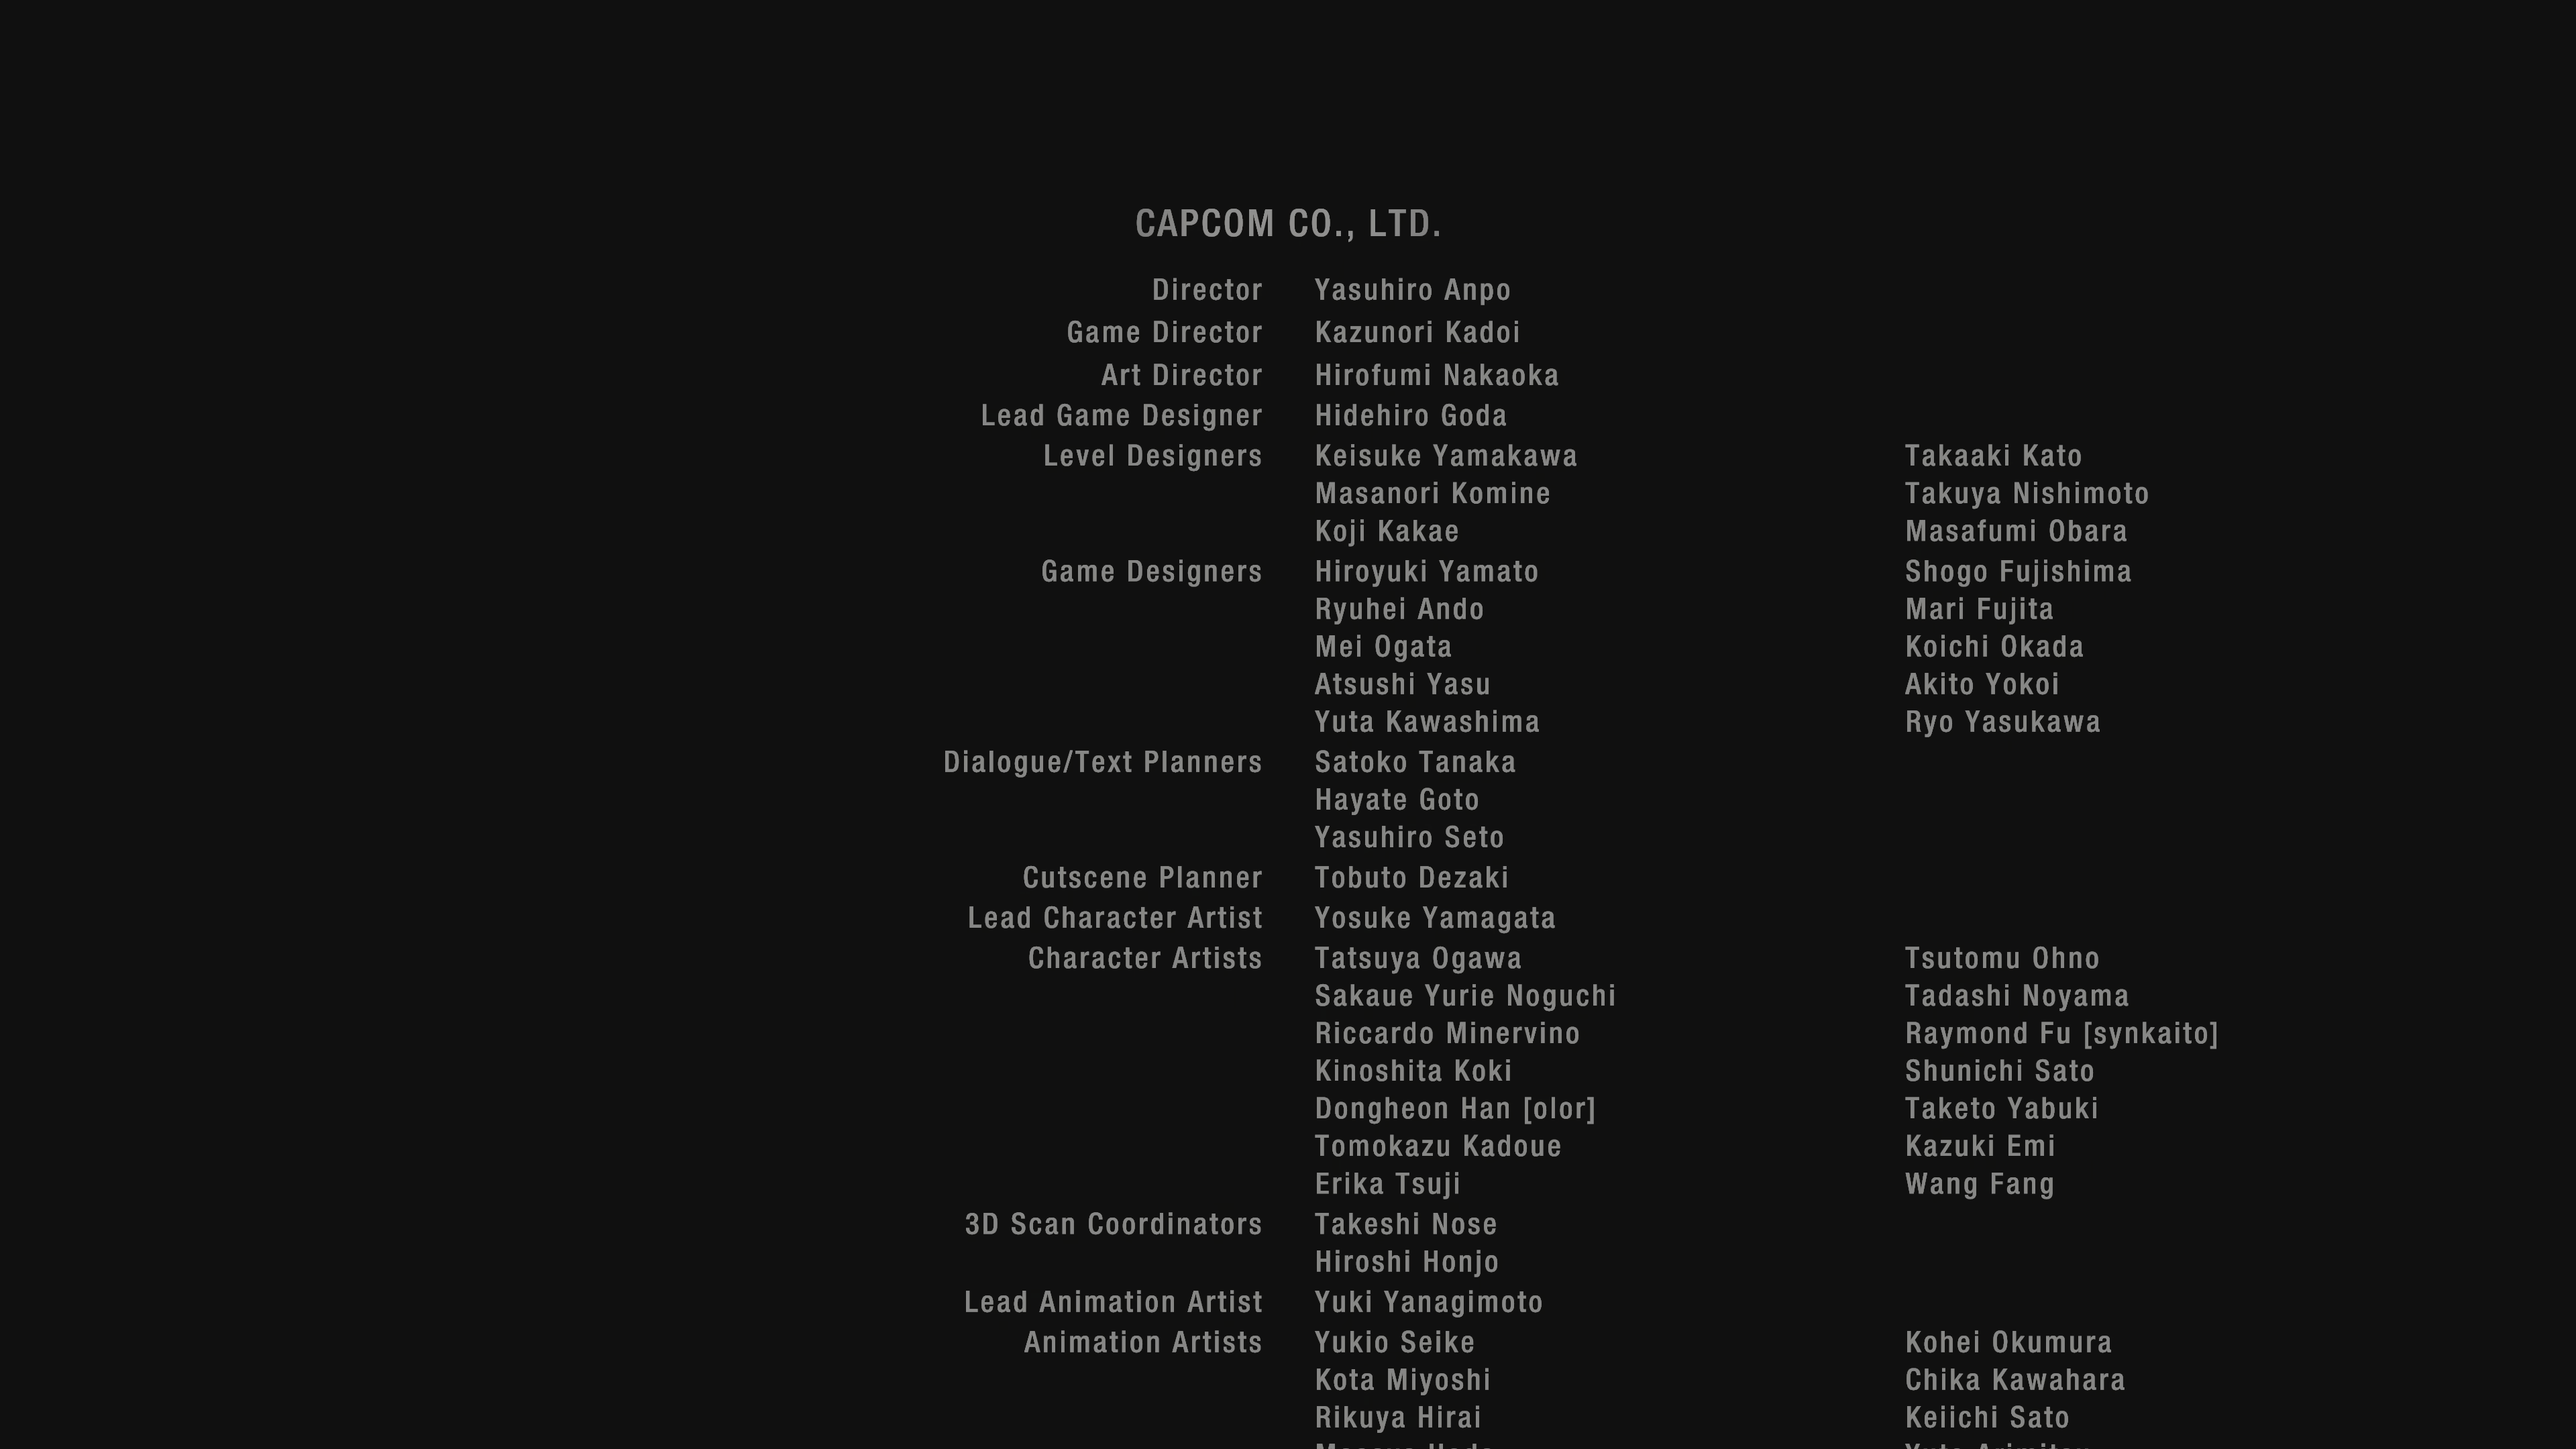 CAPCOM CO., LTD.
Director Yasuhiro Anpo
Game Director Kazunori Kadoi
Art Director Hirofumi Nakaoka
Lead Game Designer Hidehiro Goda
Level Designers Keisuke Yamakawa Takaaki Kato
Masanori Komine Takuya Nishimoto
Koji Kakae Masafumi Obara
Game Designers Hiroyuki Yamato Shogo Fujishima
Ryuhei Ando Mari Fujita
Mei Ogata Koichi Okada
Atsushi Yasu Akito Yokoi
Yuta Kawashima Ryo Yasukawa
Dialogue/Text Planners Satoko Tanaka
Hayate Goto
Yasuhiro Seto
Cutscene Planner Tobuto Dezaki
Lead Character Artist Yosuke Yamagata
Character Artists Tatsuya Ogawa Tsutomu Ohno
Sakaue Yurie Noguchi Tadashi Noyama
Riccardo Minervino Raymond Fu [synkaito]
Kinoshita Koki Shunichi Sato
Dongheon Han [olor] Taketo Yabuki
Tomokazu Kadoue Kazuki Emi
Erika Tsuji Wang Fang
3D Scan Coordinators Takeshi Nose
Hiroshi Honjo
Lead Animation Artist Yuki Yanagimoto
Animation Artists Yukio Seike Kohei Okumura
Kota Miyoshi Chika Kawahara
Rikuya Hirai Keiichi Sato